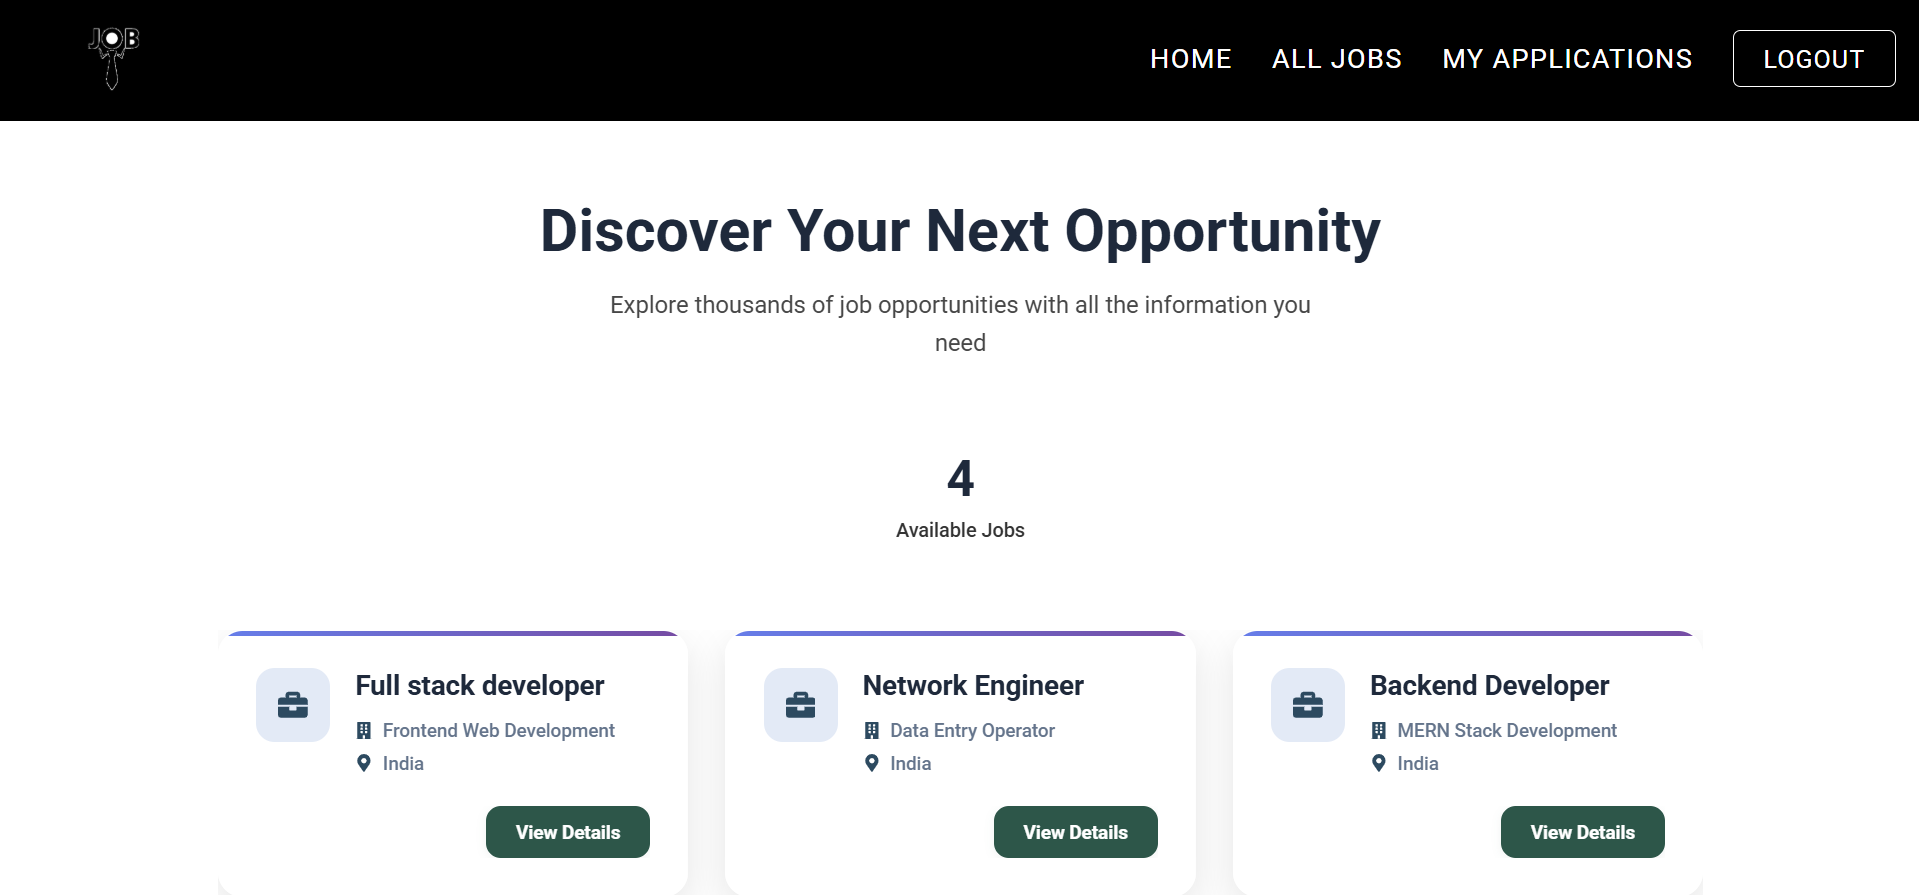 JOB
HOME ALL JOBS MY APPLICATIONS LOGOUT
Discover Your Next Opportunity
Explore thousands of job opportunities with all the information you
need
4
Available Jobs
Full stack developer
Frontend Web Development
India
View Details
Network Engineer
Data Entry Operator
India
View Details
Backend Developer
MERN Stack Development
India
View Details